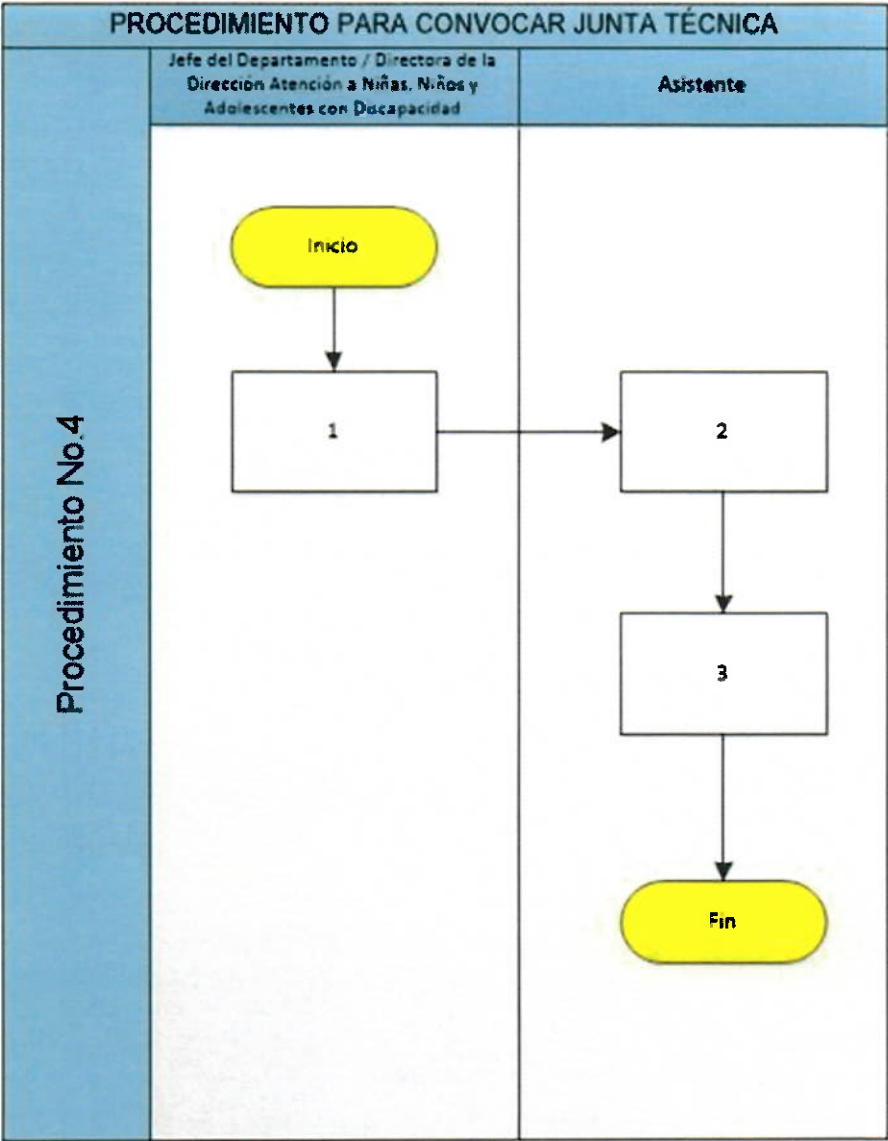 PROCEDIMIENTO PARA CONVOCAR JUNTA TÉCNICA
Jefe del Departamento / Directora de la
Dirección Atención a Niñas, Niños y
Adolescentes con Discapacidad
Asistente
Procedimiento No.4
Inicio
1
2
3
Fin